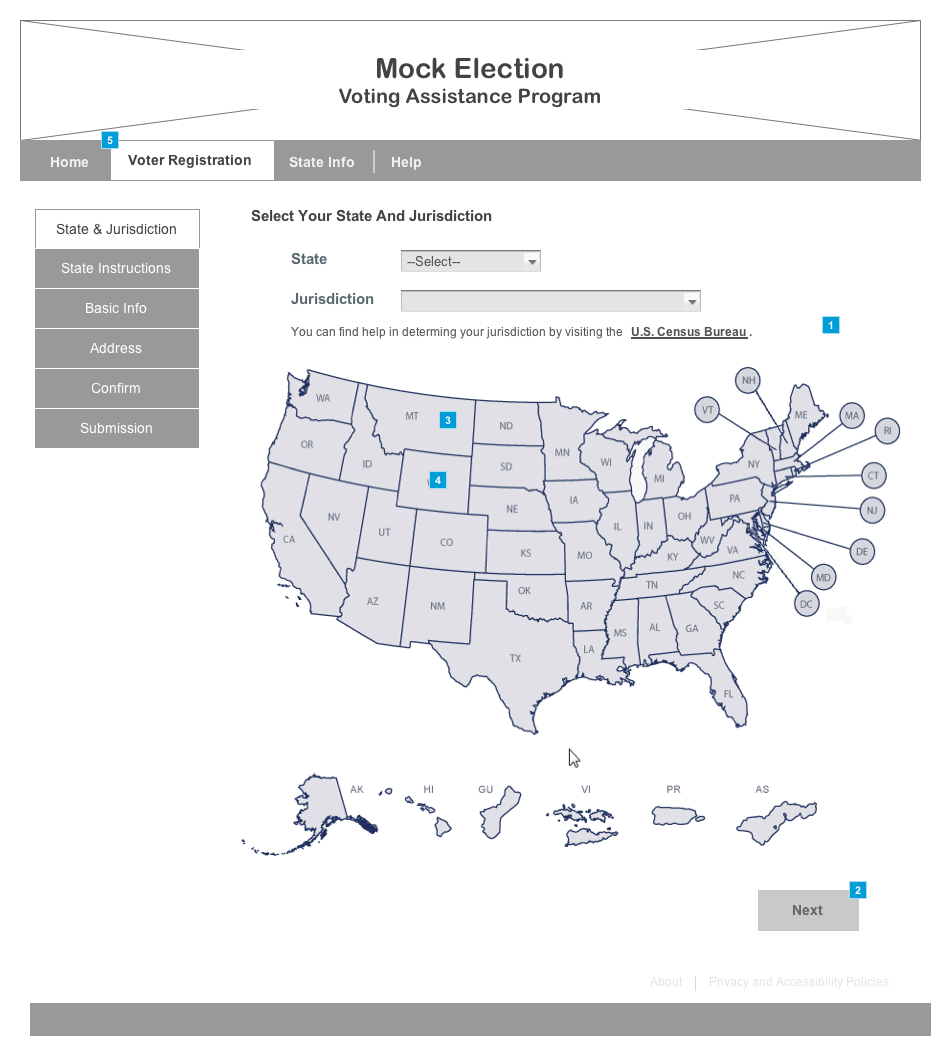 Mock Election
Voting Assistance Program
5
Home Voter Registration State Info Help
State & Jurisdiction
State Instructions
Basic Info
Address
Confirm
Submission
Select Your State And Jurisdiction
State --Select--
Jurisdiction
You can find help in determing your jurisdiction by visiting the U.S. Census Bureau .
1
WA
MT
3
ND
MN
OR
ID
4
SD
WI
MI
NY
VT
NH
ME
MA
RI
CT
NJ
DE
MD
DC
NV
UT
CO
NE
IA
IL
IN
OH
PA
WV
VA
CA
AZ
NM
KS
MO
KY
NC
TN
OK
AR
SC
MS
AL
GA
TX
LA
FL
AK
HI
GU
VI
PR
AS
2
Next
About Privacy and Accessibility Policies